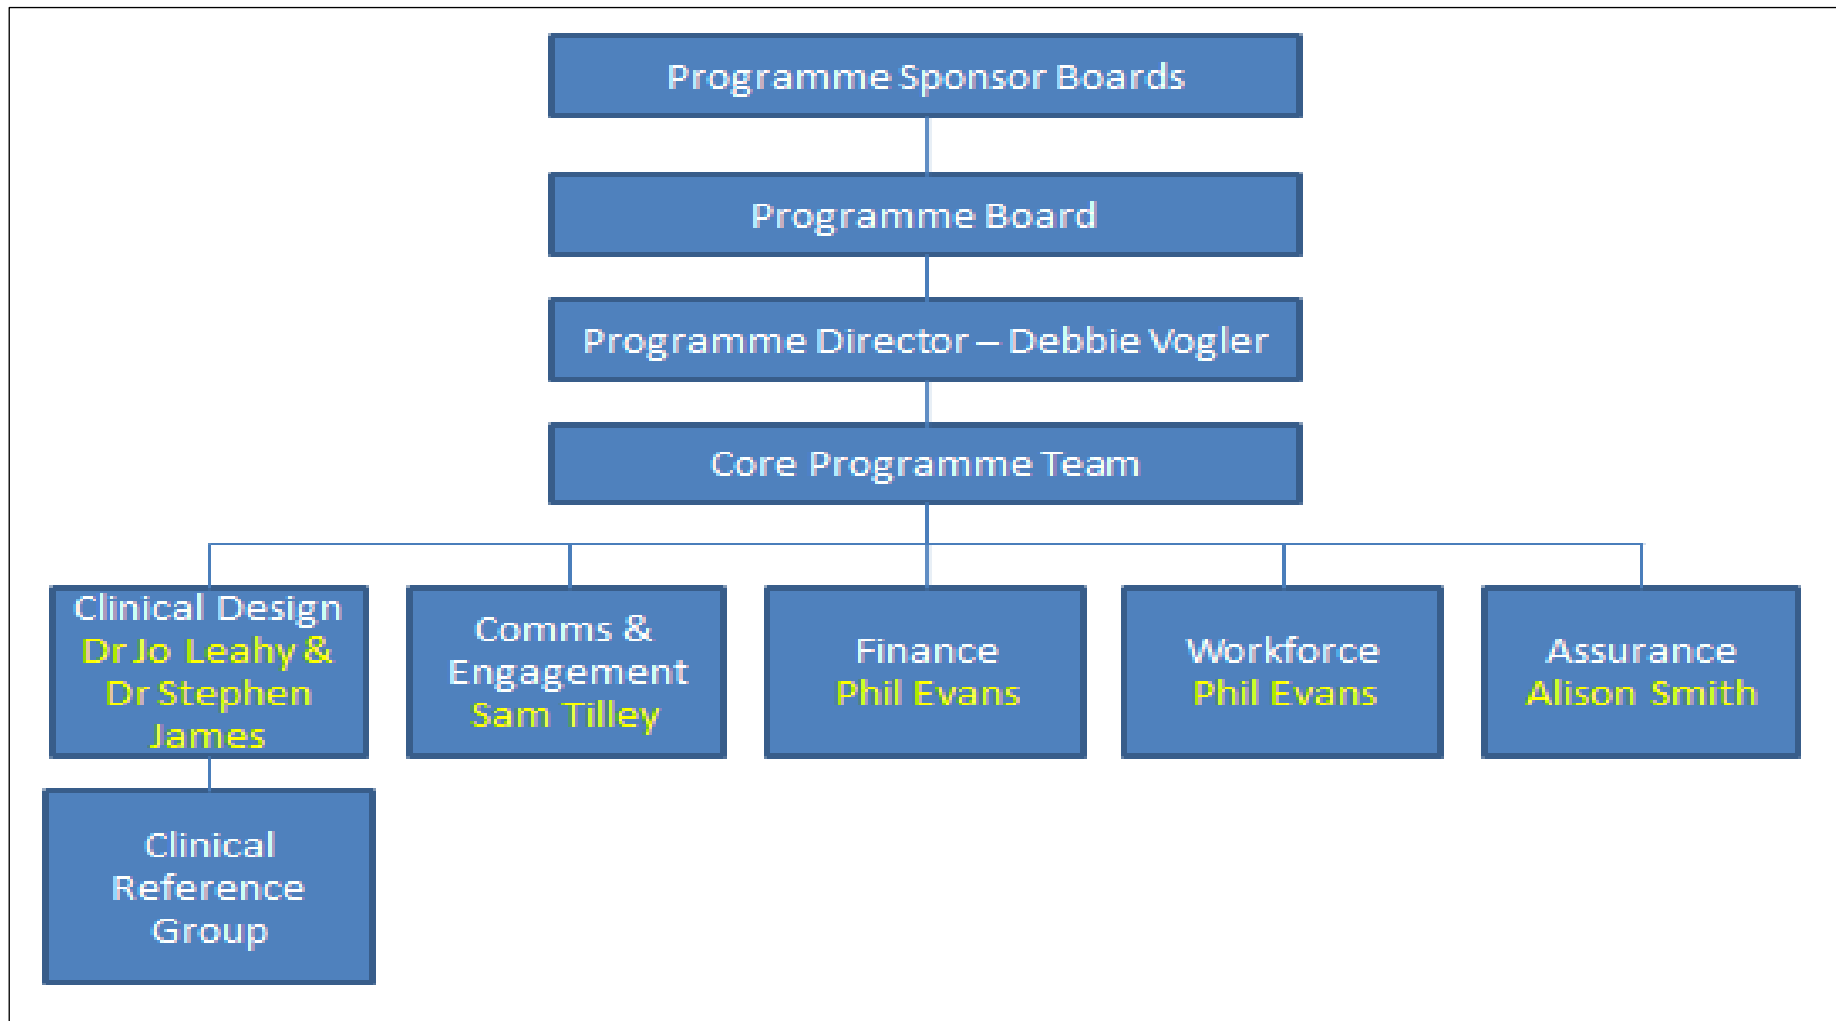 Programme Sponsor Boards
Programme Board
Programme Director – Debbie Vogler
Core Programme Team
Clinical Design
Dr Jo Leahy &
Dr Stephen
James
Comms &
Engagement
Sam Tilley
Finance
Phil Evans
Workforce
Phil Evans
Assurance
Alison Smith
Clinical
Reference
Group